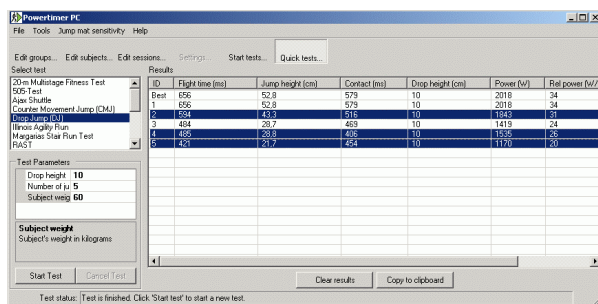 Powertimer PC
File Tools Jump mat sensitivity Help
Edit groups... Edit subjects... Edit sessions... Settings... Start tests... Quick tests...
Select test
20-m Multistage Fitness Test
505-Test
Ajax Shuttle
Counter Movement Jump (CMJ)
Drop Jump (DJ)
Illinois Agility Run
Margarias Stair Run Test
RAST
Test Parameters
Drop height 10
Number of ju 5
Subject weig 60
Subject weight
Subject's weight in kilograms
Start Test Cancel Test
Results
ID Flight time (ms) Jump height (cm) Contact (ms) Drop height (cm) Power (W) Rel power (W/
Best 656 52,8 579 10 2018 34
1 656 52,8 579 10 2018 34
2 594 43,3 516 10 1843 31
3 484 28,7 469 10 1419 24
4 485 28,8 406 10 1535 26
5 421 21,7 454 10 1170 20
Clear results Copy to clipboard
Test status: Test is finished. Click 'Start test' to start a new test.